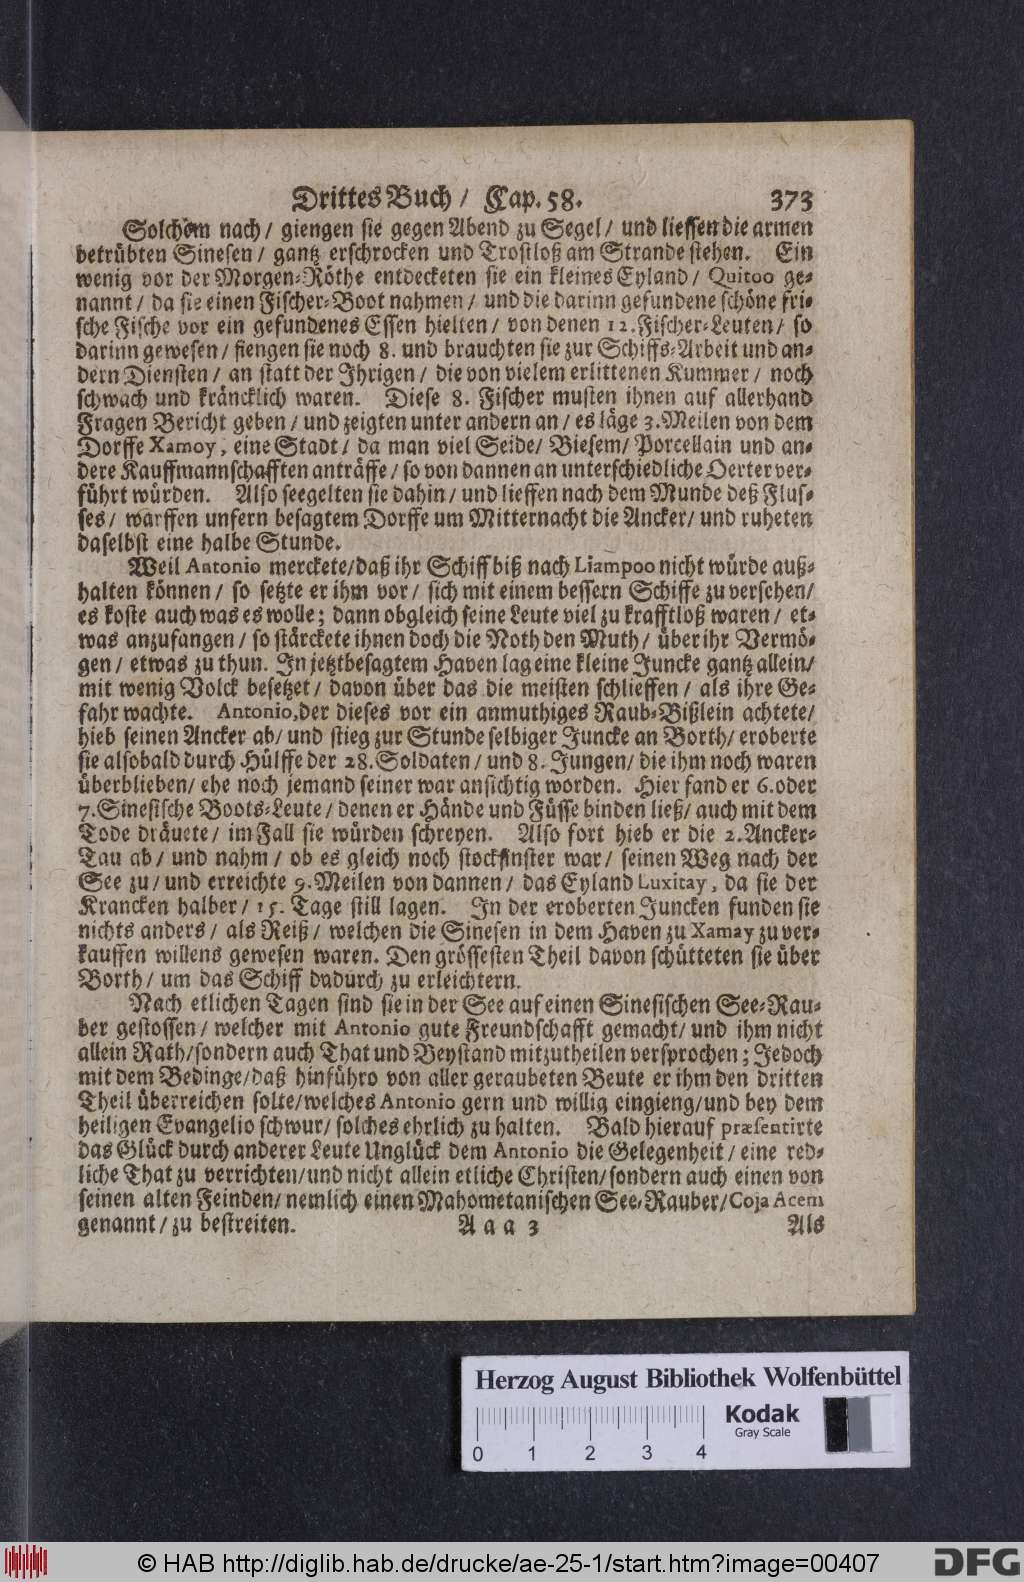 Drittes Buch / Cap. 58. 373
Solchem nach / giengen sie gegen Abend zu Segel / und liessen die armen
betrübten Sinesen / gantz erschrocken und Trostloß am Strande stehen. Ein
wenig vor der Morgen-Röthe entdecketen sie ein kleines Eyland / Quitoo ge-
nannt / da sie einen Fischer-Boot nahmen / und die darinn gefundene schöne fri-
sche Fische vor ein gefundenes Essen hielten / von denen 12. Fischer-Leuten / so
darinn gewesen / fiengen sie noch 8. und brauchten sie zur Schiffs-Arbeit und an-
dern Diensten / an statt der Ihrigen / die von vielem erlittenen Kummer / noch
schwach und kräncklich waren. Diese 8. Fischer musten ihnen auf allerhand
Fragen Bericht geben / und zeigten unter andern an / es läge 3. Meilen von dem
Dorffe Xamoy, eine Stadt / da man viel Seide / Biesem / Porcellain und an-
dere Kauffmannschafften anträffe / so von dannen an unterschiedliche Oerter ver-
führt würden. Also seegelten sie dahin / und lieffen nach dem Munde deß Flus-
ses / warffen unfern besagtem Dorffe um Mitternacht die Ancker / und ruheten
daselbst eine halbe Stunde.
Weil Antonio merckete / daß ihr Schiff biß nach Liampoo nicht würde auß-
halten können / so setzte er ihm vor / sich mit einem bessern Schiffe zu versehen /
es koste auch was es wolle; dann obgleich seine Leute viel zu krafftloß waren / et-
was anzufangen / so stärckete ihnen doch die Noth den Muth / über ihr Vermö-
gen / etwas zu thun. In jetztbesagtem Haven lag eine kleine Juncke gantz allein /
mit wenig Volck besetzet / davon über das die meisten schlieffen / als ihre Ge-
fahr wachte. Antonio, der dieses vor ein anmuthiges Raub-Bißlein achtete /
hieb seinen Ancker ab / und stieg zur Stunde selbiger Juncke an Borth / eroberte
sie alsobald durch Hülffe der 28. Soldaten / und 8. Jungen / die ihm noch waren
überblieben / ehe noch jemand seiner war ansichtig worden. Hier fand er 6. oder
7. Sinesische Boots-Leute / denen er Hände und Füsse binden ließ / auch mit dem
Tode dräuete / im Fall sie würden schreyen. Also fort hieb er die 2. Ancker-
Tau ab / und nahm / ob es gleich noch stockfinster war / seinen Weg nach der
See zu / und erreichte 9. Meilen von dannen / das Eyland Luxitay, da sie der
Krancken halber / 15. Tage still lagen. In der eroberten Juncken funden sie
nichts anders / als Reiß / welchen die Sinesen in dem Haven zu Xamay zu ver-
kauffen willens gewesen waren. Den grössesten Theil davon schütteten sie über
Borth / um das Schiff dadurch zu erleichtern.
Nach etlichen Tagen sind sie in der See auf einen Sinesischen See-Rau-
ber gestossen / welcher mit Antonio gute Freundschafft gemacht / und ihm nicht
allein Rath / sondern auch That und Beystand mitzutheilen versprochen; Jedoch
mit dem Bedinge / daß hinführo von aller geraubeten Beute er ihm den dritten
Theil überreichen solte / welches Antonio gern und willig eingieng / und bey dem
heiligen Evangelio schwur / solches ehrlich zu halten. Bald hierauf præsentirte
das Glück durch anderer Leute Unglück dem Antonio die Gelegenheit / eine red-
liche That zu verrichten / und nicht allein etliche Christen / sondern auch einen von
seinen alten Feinden / nemlich einen Mahometanischen See-Rauber / Coja Acem
genannt / zu bestreiten. Aaa 3 Als
Herzog August Bibliothek Wolfenbüttel
Kodak
Gray Scale
0 1 2 3 4
© HAB http://diglib.hab.de/drucke/ae-25-1/start.htm?image=00407 DFG